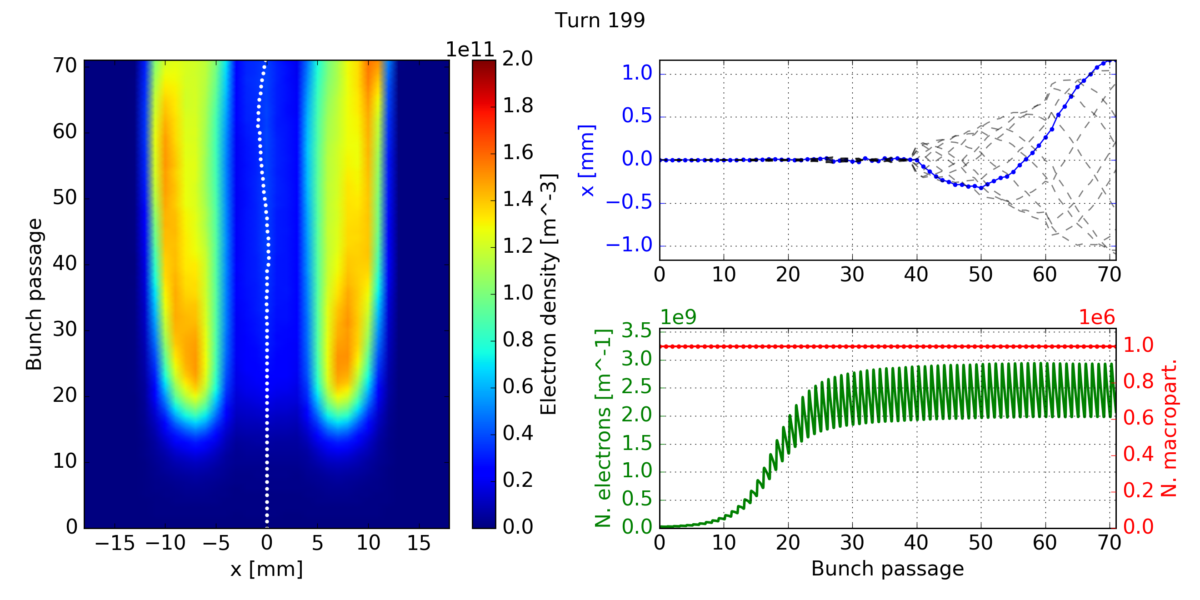 Turn 199
1e11
70
60
50
40
30
20
10
0
Bunch passage
−15 −10 −5 0 5 10 15
x [mm]
2.0
1.8
1.6
1.4
1.2
1.0
0.8
0.6
0.4
0.2
0.0
Electron density [m^-3]
1.0
0.5
0.0
−0.5
−1.0
x [mm]
0 10 20 30 40 50 60 70
1e9
1e6
3.5
3.0
2.5
2.0
1.5
1.0
0.5
0.0
N. electrons [m^-1]
1.0
0.8
0.6
0.4
0.2
0.0
N. macropart.
0 10 20 30 40 50 60 70
Bunch passage